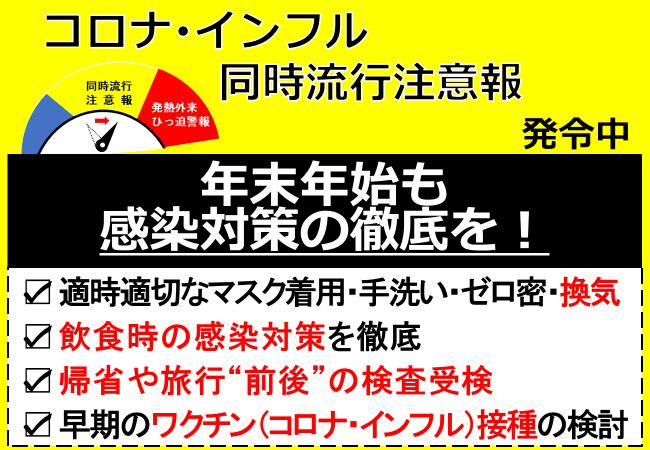 コロナ・インフル
同時流行注意報
同時流行
注意報
発熱外来
ひっ迫警報
発令中
年末年始も
感染対策の徹底を！
☑適時適切なマスク着用・手洗い・ゼロ密・換気
☑飲食時の感染対策を徹底
☑帰省や旅行“前後”の検査受検
☑早期のワクチン（コロナ・インフル）接種の検討